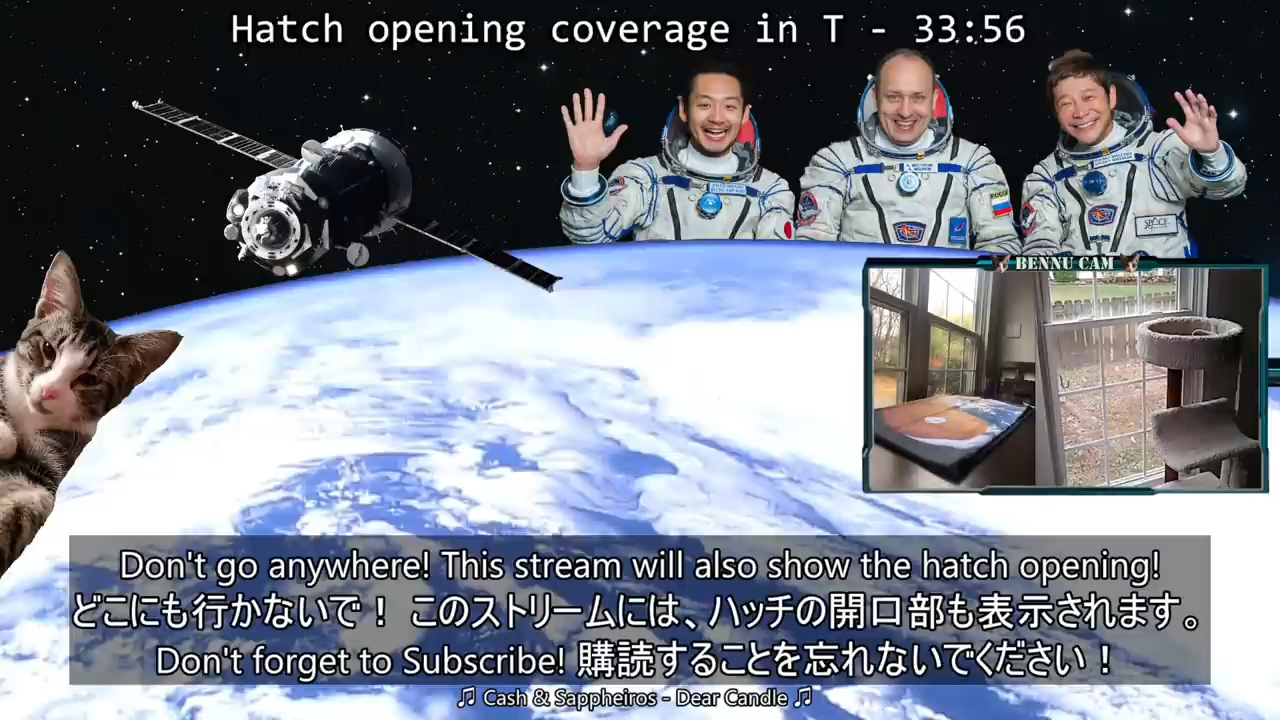 Hatch opening coverage in T - 33:56
BENNU CAM
Don't go anywhere! This stream will also show the hatch opening!
どこにも行かないで！ このストリームには、ハッチの開口部も表示されます。
Don't forget to Subscribe! 購読することを忘れないでください！
♫ Cash & Sappheiros - Dear Candle ♫